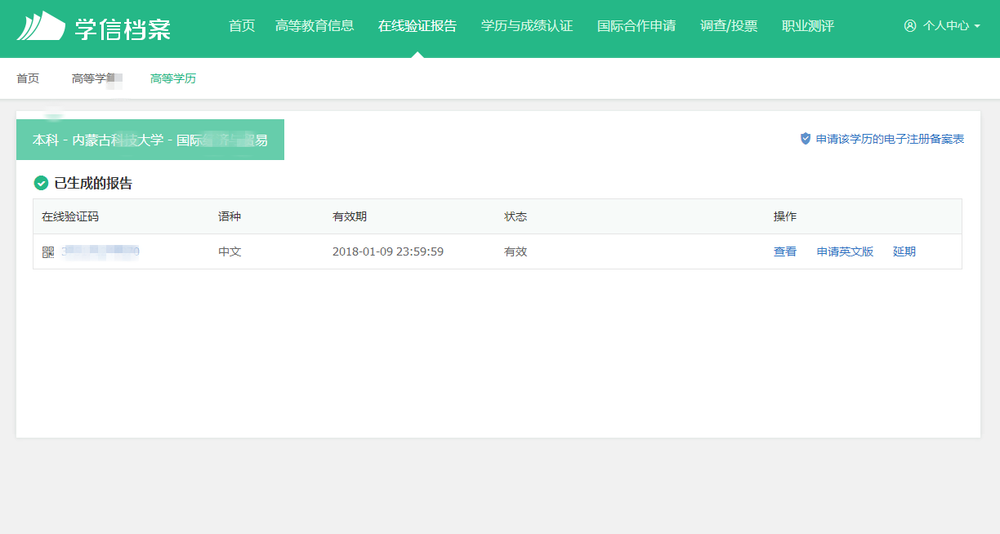 学信档案 首页 高等教育信息 在线验证报告 学历与成绩认证 国际合作申请 调查/投票 职业测评 个人中心
首页 高等学 高等学历
本科 - 内蒙古科技大学 - 国际 易 申请该学历的电子注册备案表
已生成的报告
在线验证码 语种 有效期 状态 操作
中文 2018-01-09 23:59:59 有效 查看 申请英文版 延期